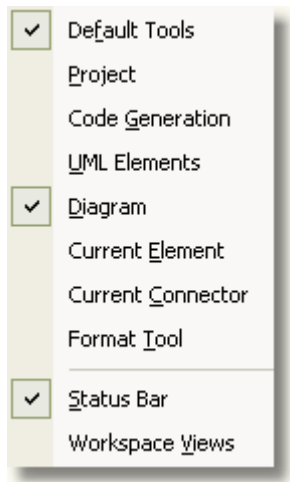 Default Tools
Project
Code Generation
UML Elements
Diagram
Current Element
Current Connector
Format Tool
Status Bar
Workspace Views